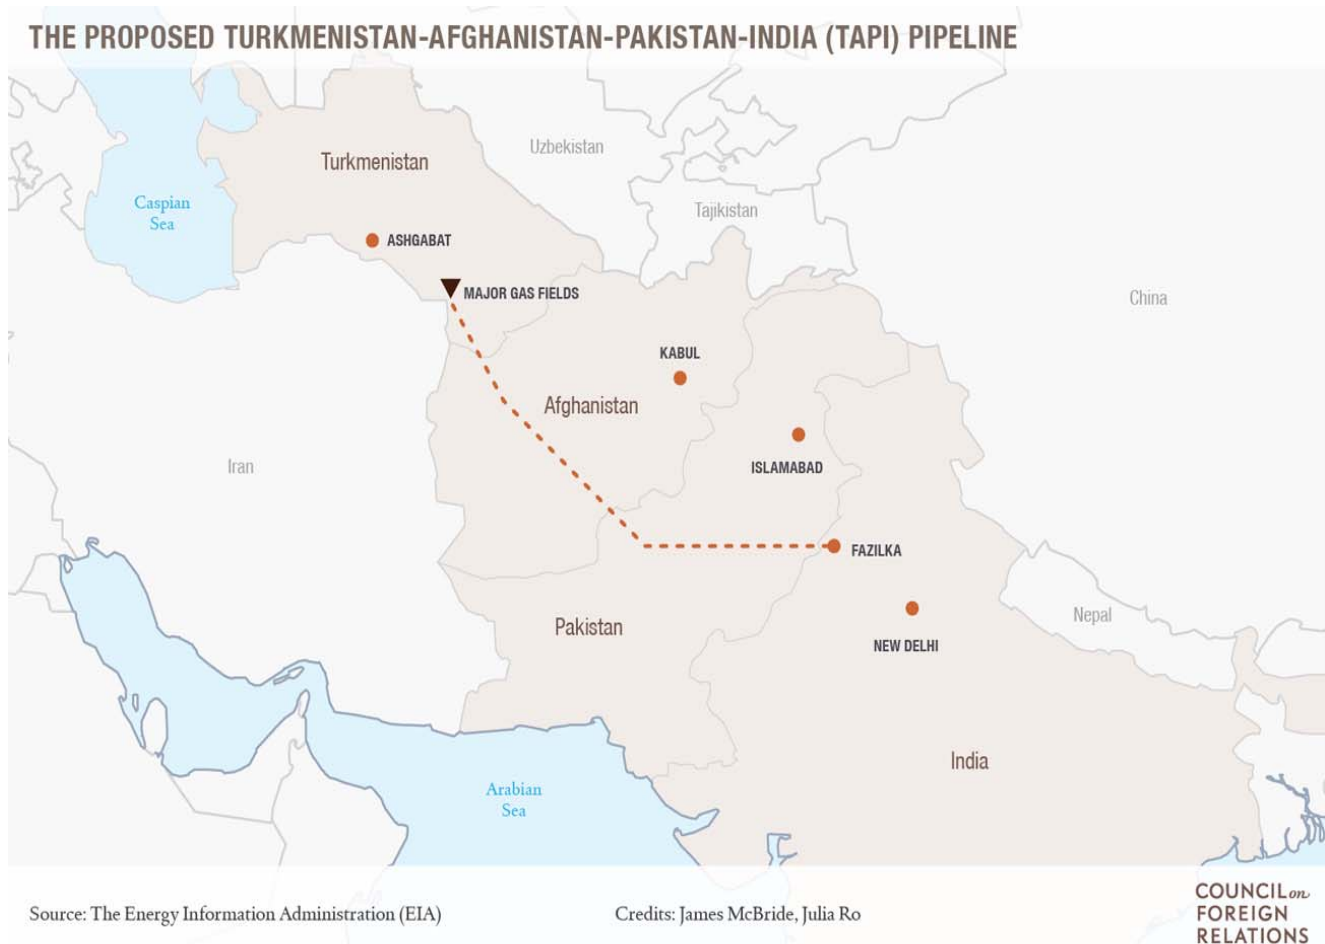 THE PROPOSED TURKMENISTAN-AFGHANISTAN-PAKISTAN-INDIA (TAPI) PIPELINE
Uzbekistan
Turkmenistan
Caspian
Sea
Tajikistan
ASHGABAT
MAJOR GAS FIELDS
China
KABUL
Afghanistan
Iran
ISLAMABAD
FAZILKA
Nepal
Pakistan
NEW DELHI
India
Arabian
Sea
Source: The Energy Information Administration (EIA)
Credits: James McBride, Julia Ro
COUNCIL on
FOREIGN
RELATIONS